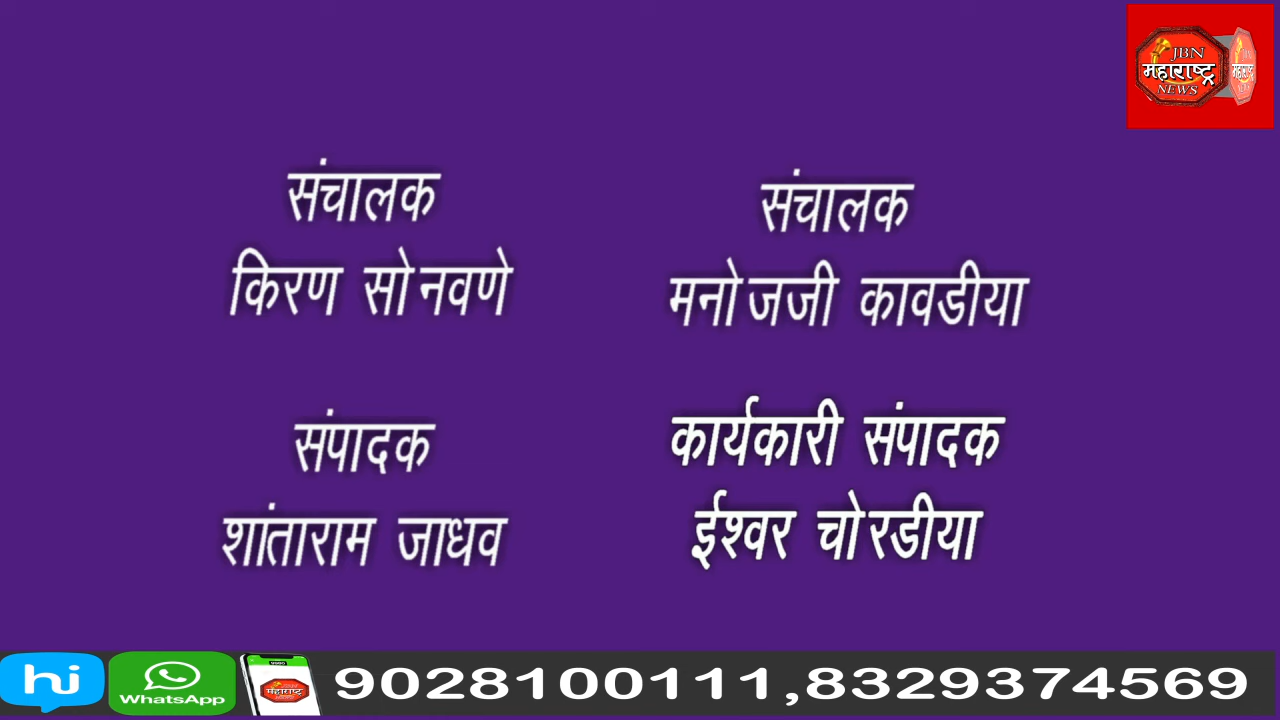 JBN
महाराष्ट्र
NEWS
संचालक
किरण सोनवणे
संचालक
मनोजजी कावडीया
संपादक
शांताराम जाधव
कार्यकारी संपादक
ईश्वर चोरडीया
hi
WhatsApp
महाराष्ट्र
9028100111,8329374569